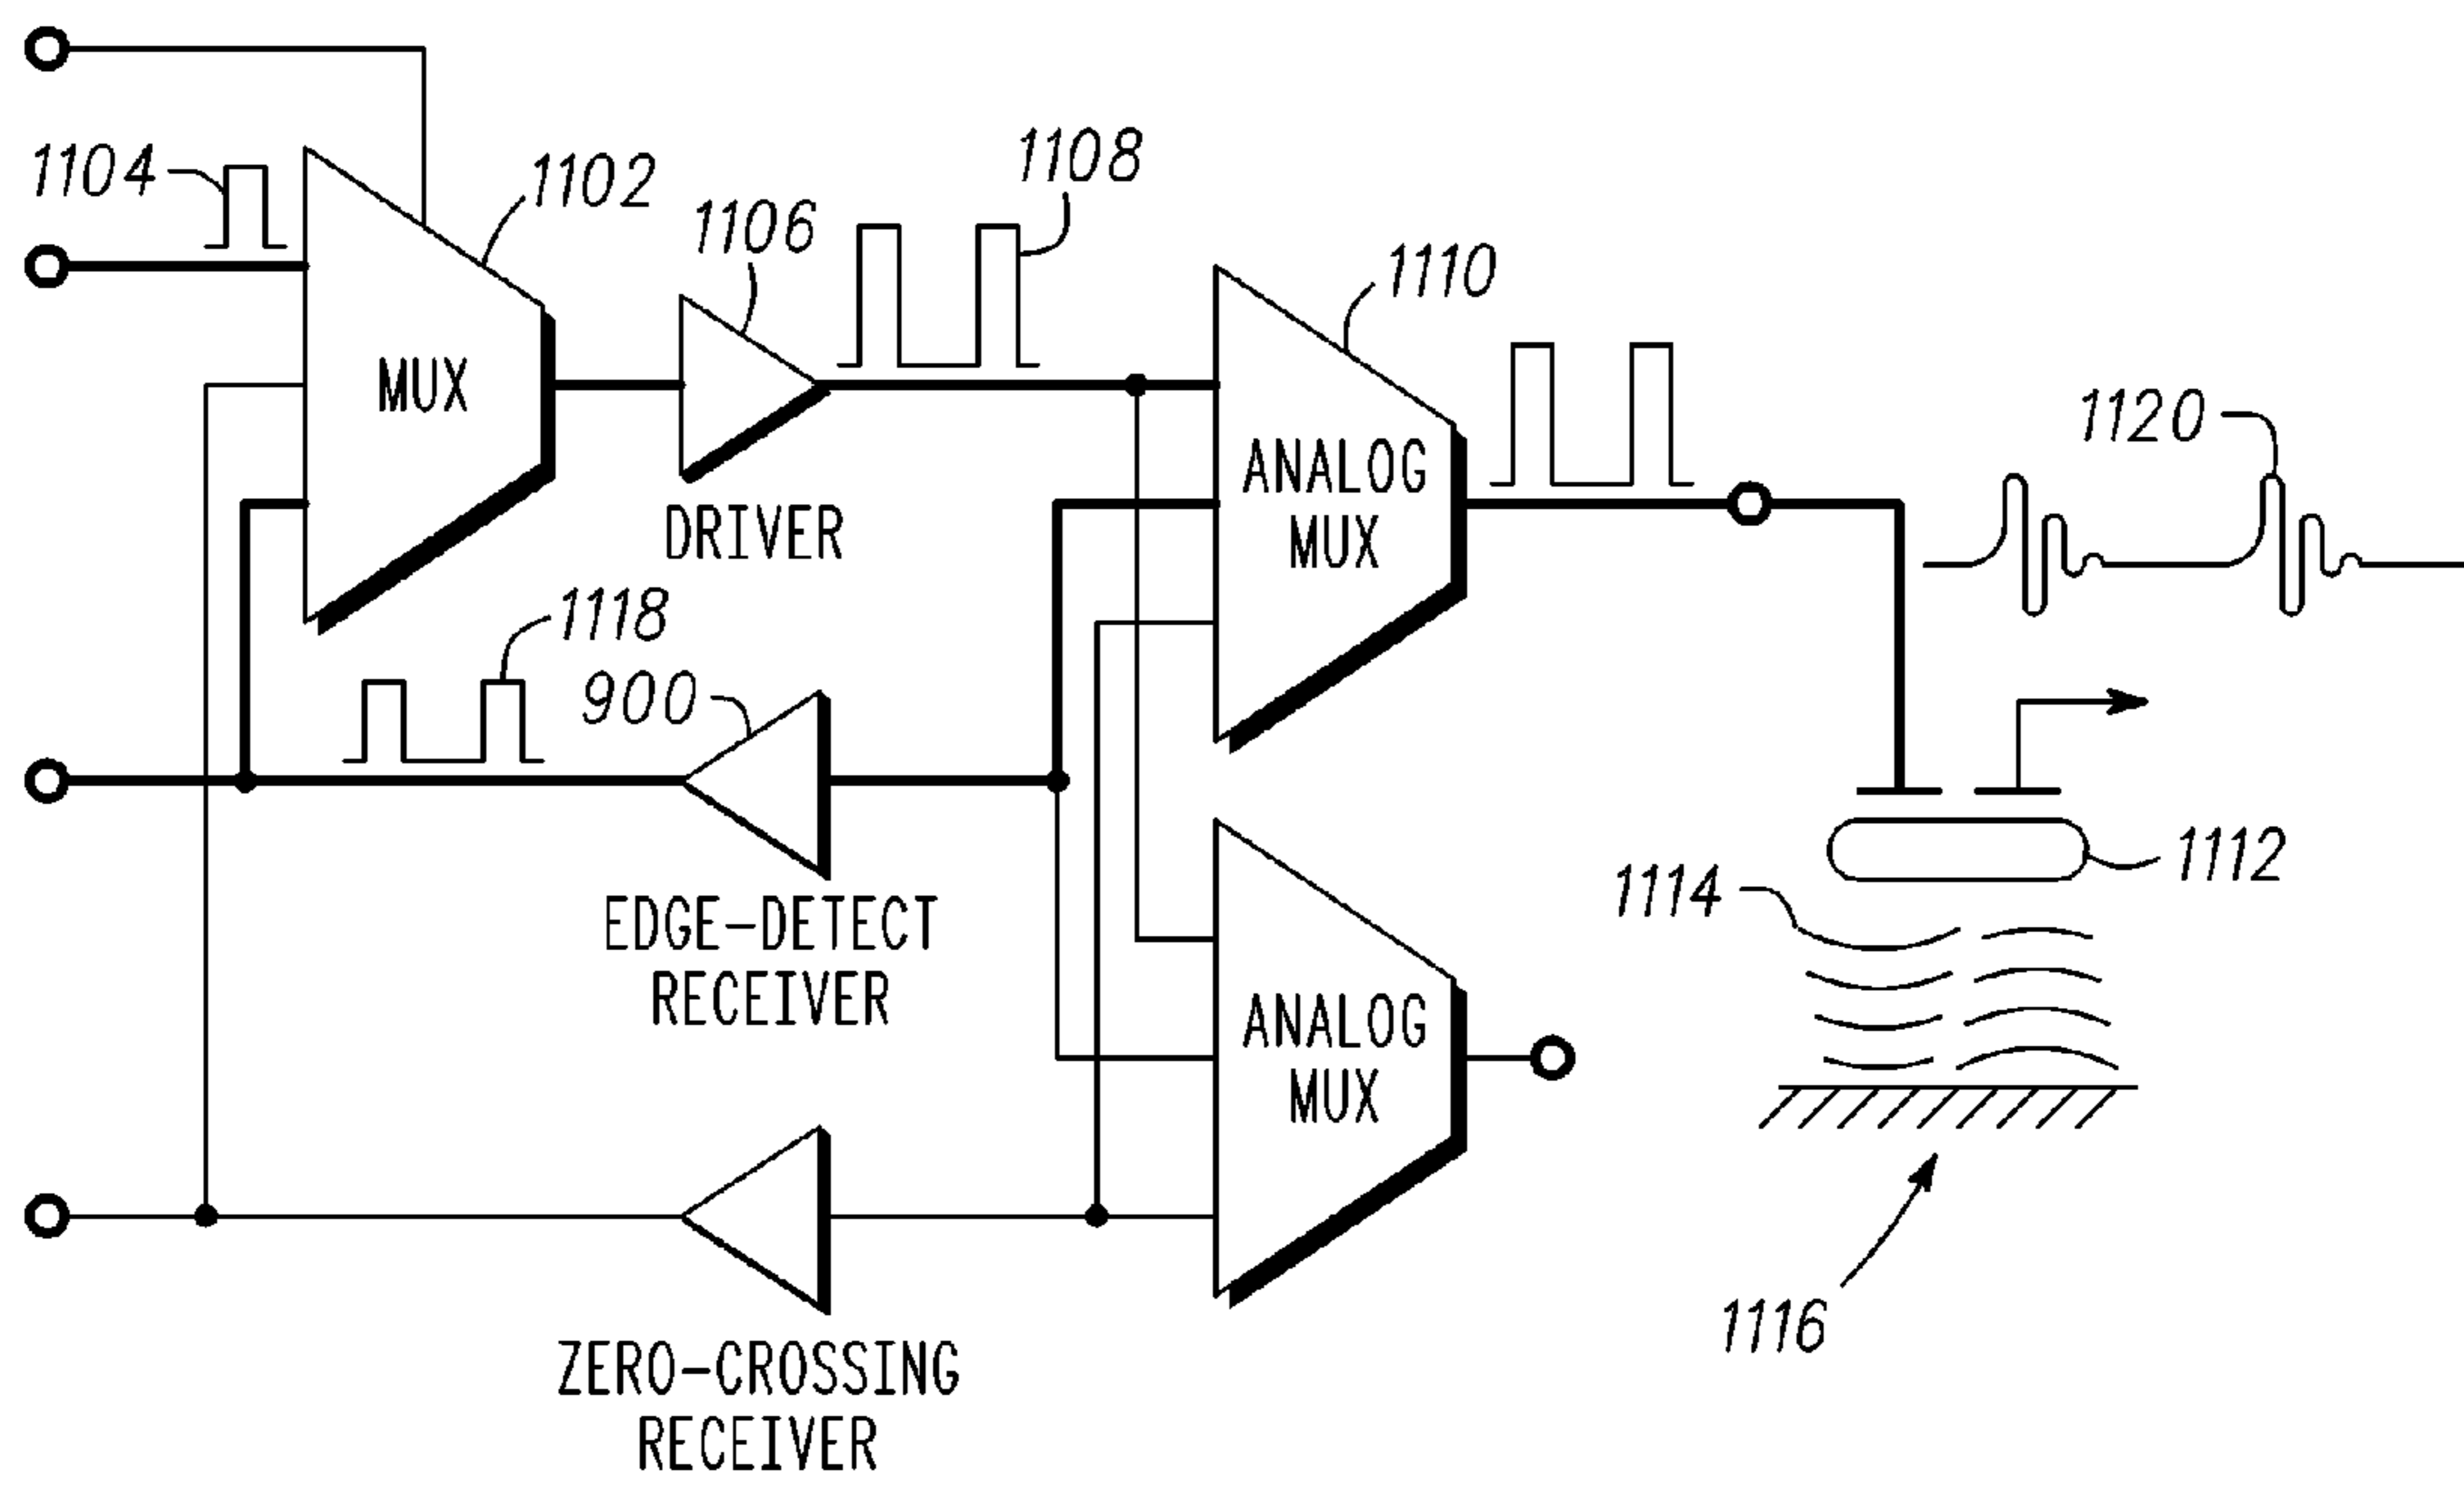 1104
1102
1106
1108
1110
1120
MUX
DRIVER
ANALOG
MUX
1118
900
EDGE-DETECT
RECEIVER
1114
1112
ANALOG
MUX
1116
ZERO-CROSSING
RECEIVER